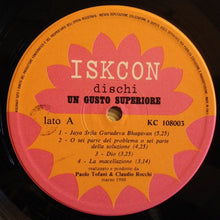 ISKCON
dischi
UN GUSTO SUPERIORE
lato A
KC 108003
1 - Jaya Srila Gurudeva Bhagavan (5,25)
2 - O sei parte del problema o sei parte
della soluzione (4,25)
3 - Dio (5,21)
4 - La macellazione (3,14)
realizzato e prodotto da
Paolo Tofani & Claudio Rocchi
marzo 1980